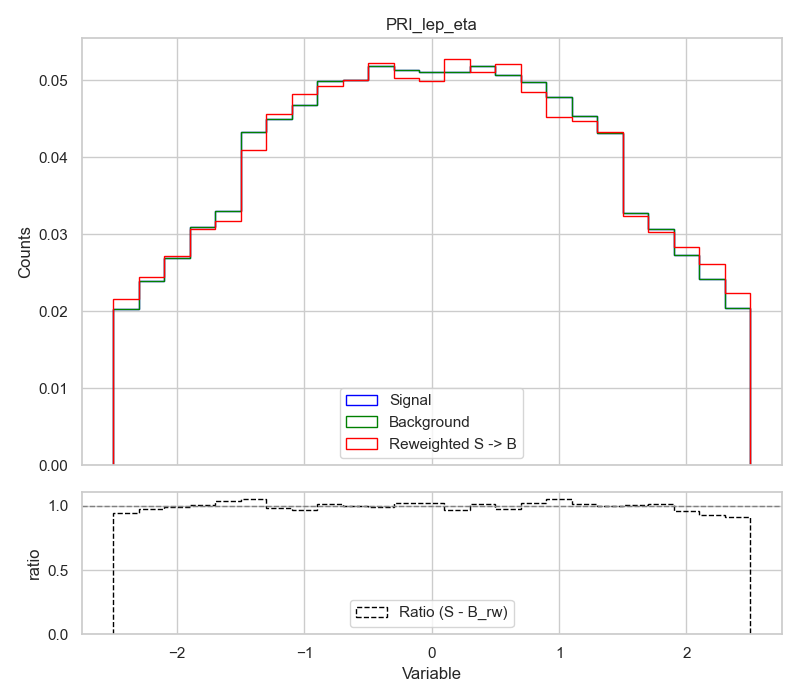 PRI_lep_eta
0.05
0.04
0.03
0.02
0.01
0.00
Counts
Signal
Background
Reweighted S -> B
1.0
0.5
0.0
ratio
Ratio (S - B_rw)
−2 −1 0 1 2
Variable